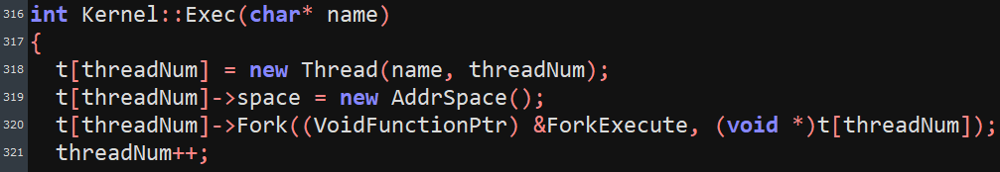 316 int Kernel::Exec(char* name)
317 {
318   t[threadNum] = new Thread(name, threadNum);
319   t[threadNum]->space = new AddrSpace();
320   t[threadNum]->Fork((VoidFunctionPtr) &ForkExecute, (void *)t[threadNum]);
321   threadNum++;